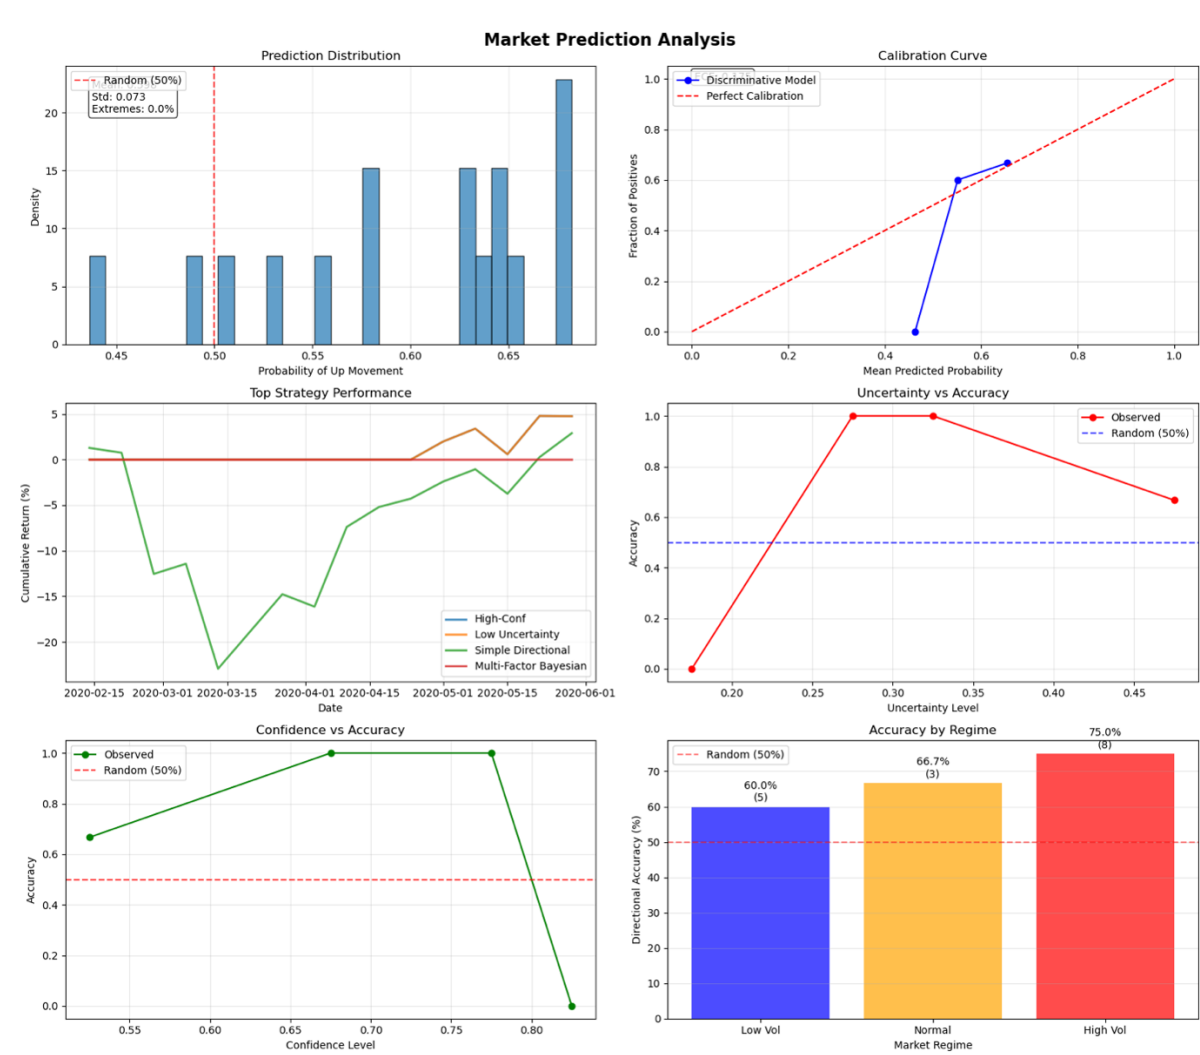 Market Prediction Analysis
Prediction Distribution
Random (50%)
Std: 0.073
Extremes: 0.0%
20
15
10
5
0
Density
0.45
0.50
0.55
0.60
0.65
Probability of Up Movement
Calibration Curve
Discriminative Model
Perfect Calibration
1.0
0.8
0.6
0.4
0.2
0.0
Fraction of Positives
0.0
0.2
0.4
0.6
0.8
1.0
Mean Predicted Probability
Top Strategy Performance
5
0
−5
−10
−15
−20
Cumulative Return (%)
High-Conf
Low Uncertainty
Simple Directional
Multi-Factor Bayesian
2020-02-15
2020-03-01
2020-03-15
2020-04-01
2020-04-15
2020-05-01
2020-05-15
2020-06-01
Date
Uncertainty vs Accuracy
Observed
Random (50%)
1.0
0.8
0.6
0.4
0.2
0.0
Accuracy
0.20
0.25
0.30
0.35
0.40
0.45
Uncertainty Level
Confidence vs Accuracy
Observed
Random (50%)
1.0
0.8
0.6
0.4
0.2
0.0
Accuracy
0.55
0.60
0.65
0.70
0.75
0.80
Confidence Level
Accuracy by Regime
Random (50%)
60.0%
(5)
66.7%
(3)
75.0%
(8)
70
60
50
40
30
20
10
0
Directional Accuracy (%)
Low Vol
Normal
High Vol
Market Regime